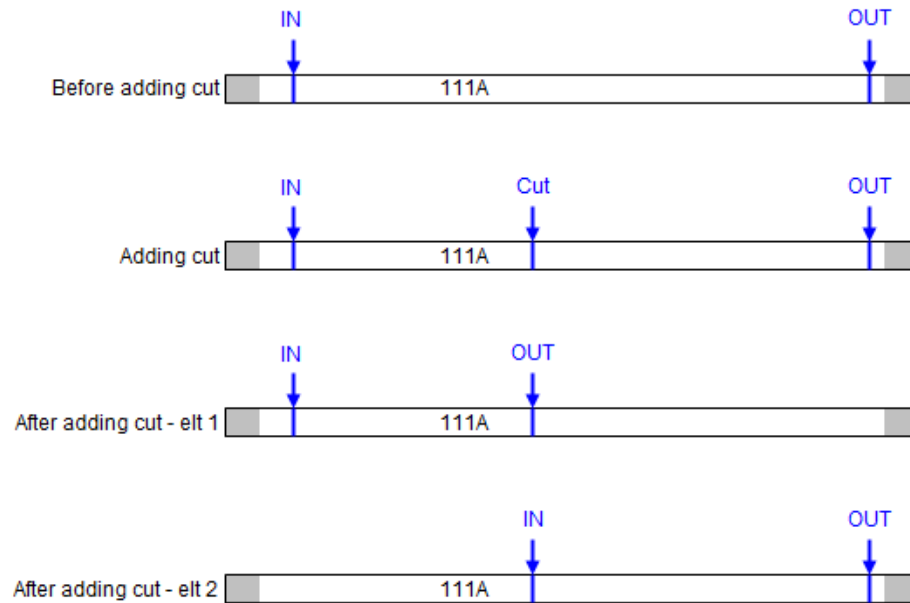 IN OUT
Before adding cut 111A
IN Cut OUT
Adding cut 111A
IN OUT
After adding cut - elt 1 111A
IN OUT
After adding cut - elt 2 111A